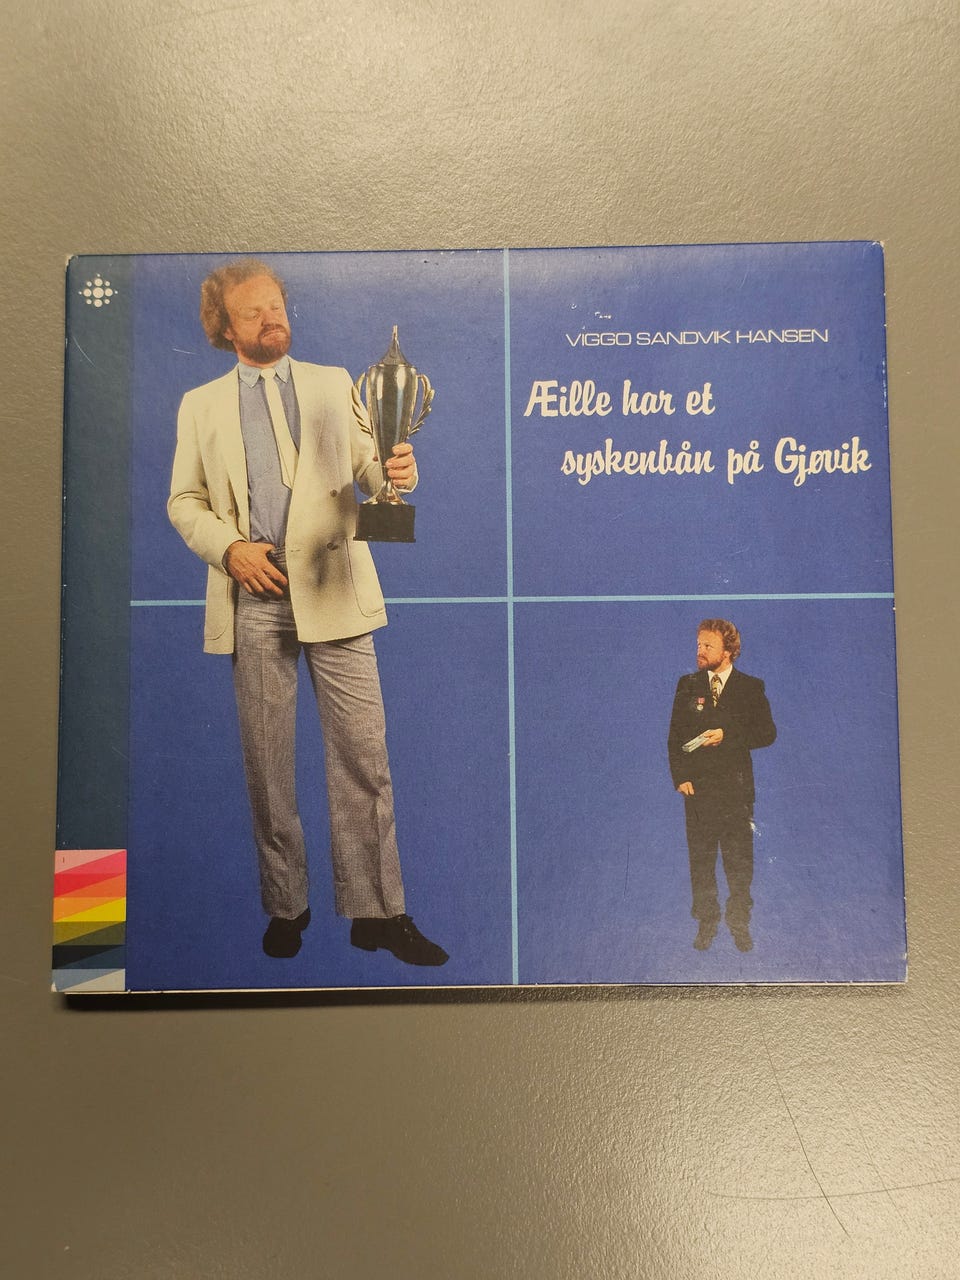 VIGGO SANDVIK HANSEN
Æille har et
syskenbån på Gjøvik